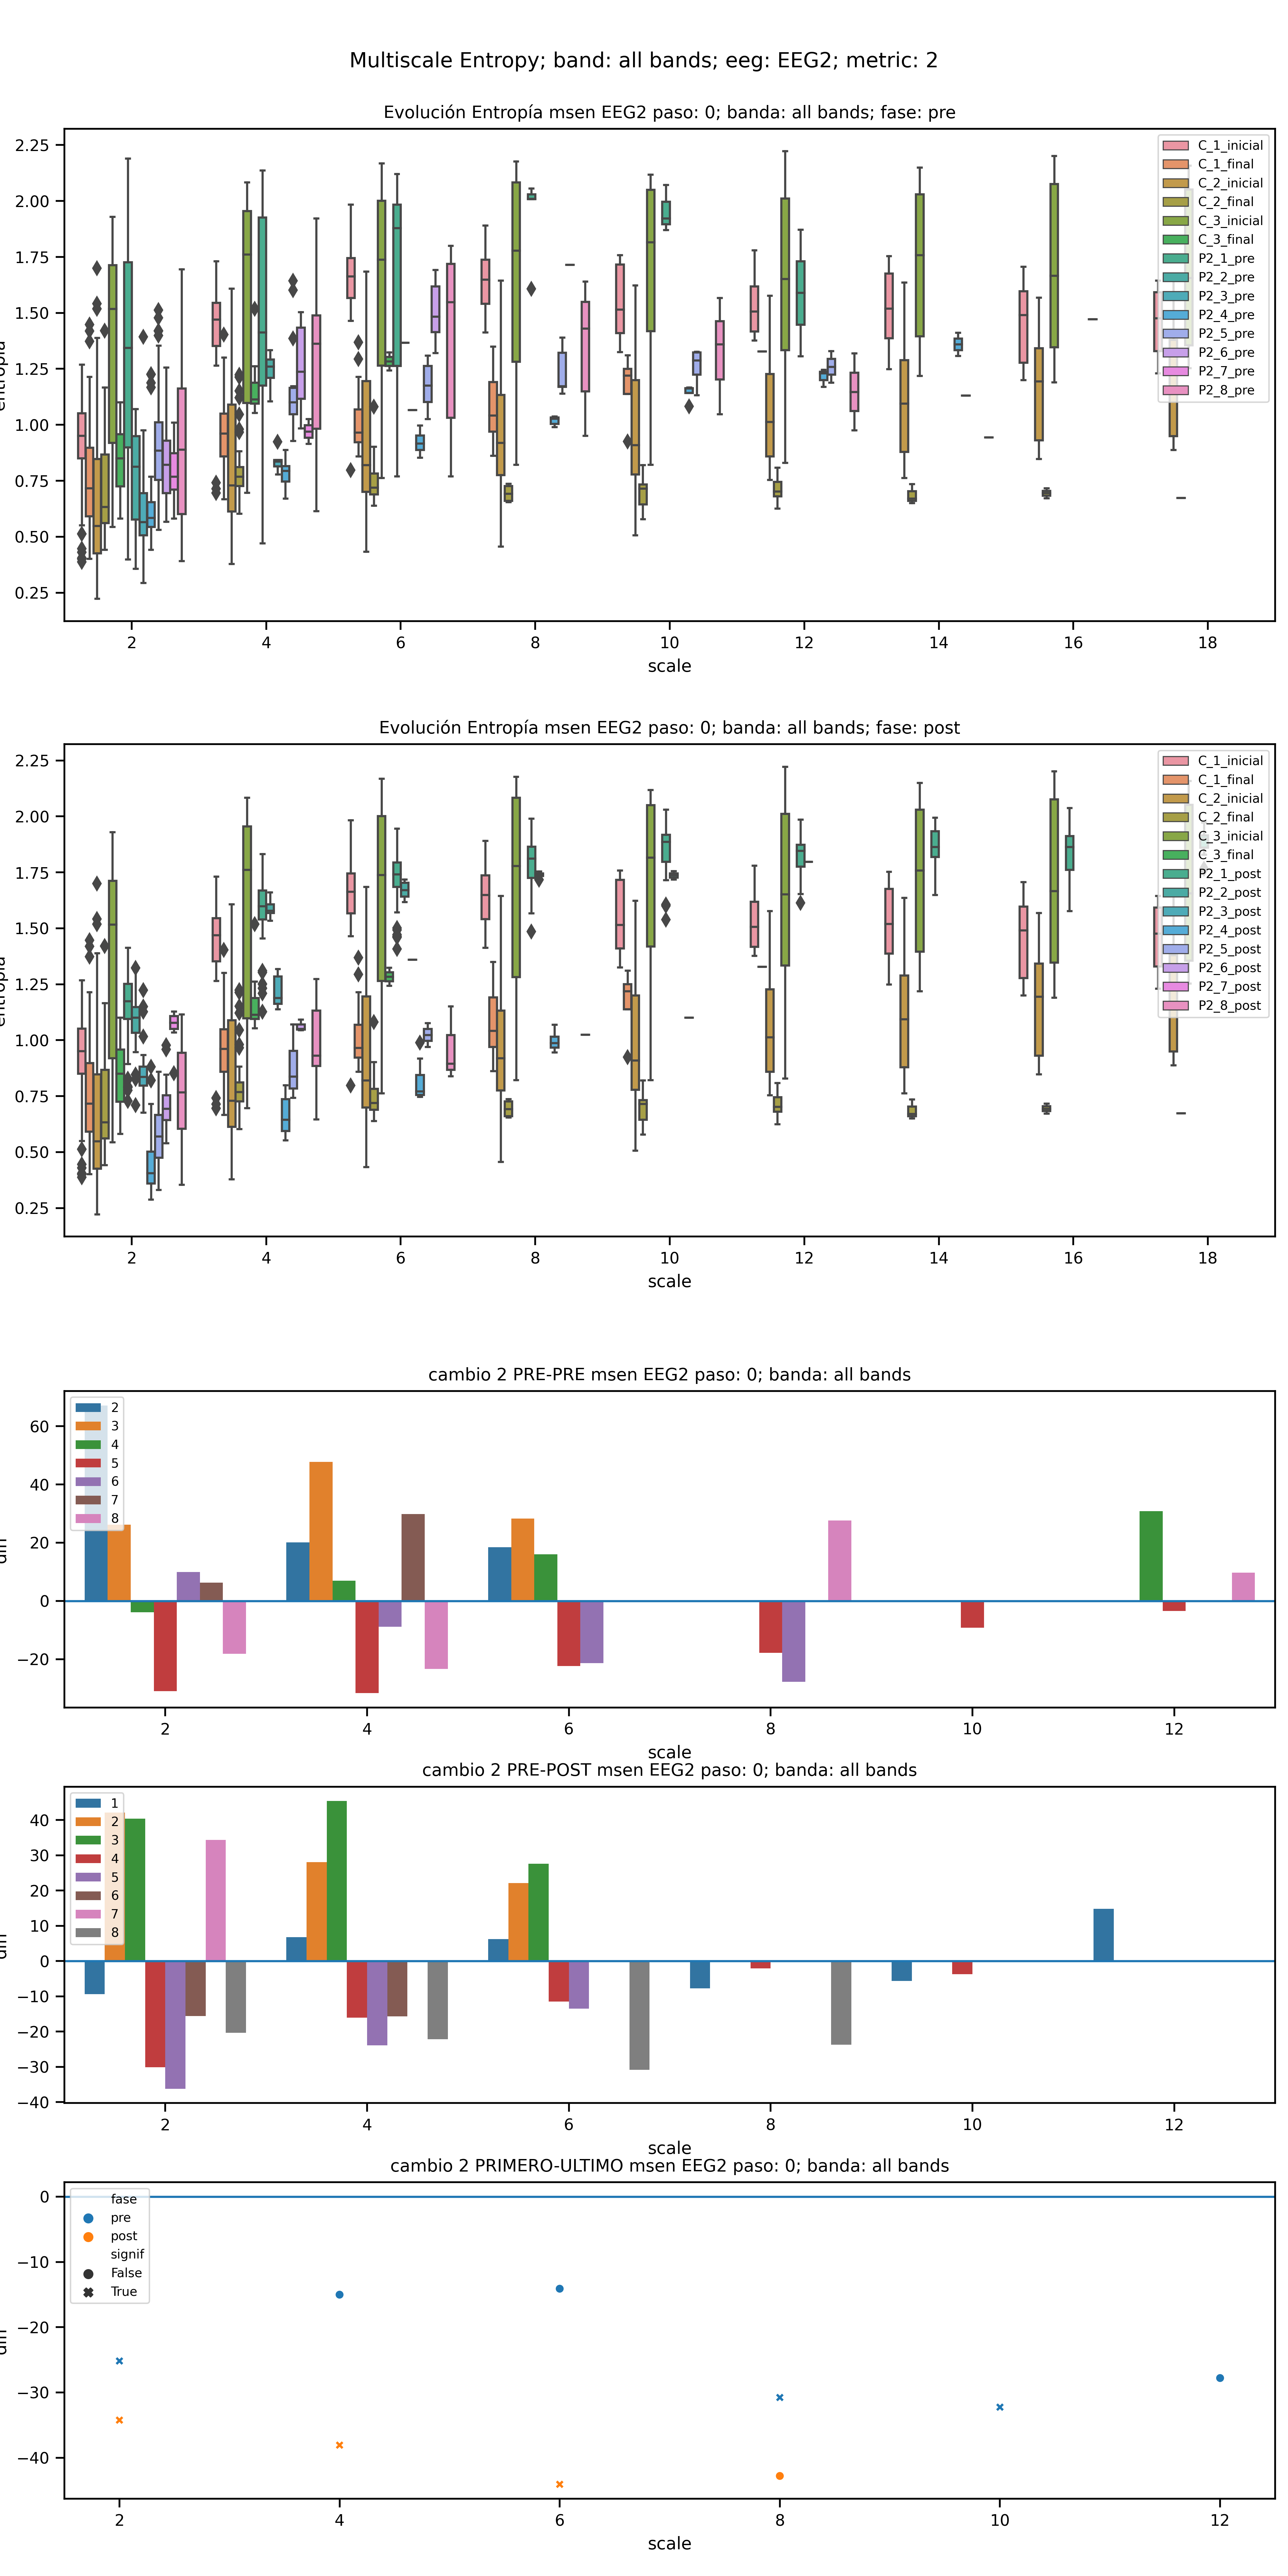 Multiscale Entropy; band: all bands; eeg: EEG2; metric: 2
Evolución Entropía msen EEG2 paso: 0; banda: all bands; fase: pre
2.25
2.00
1.75
1.50
1.25
1.00
0.75
0.50
0.25
C_1_inicial
C_1_final
C_2_inicial
C_2_final
C_3_inicial
C_3_final
P2_1_pre
P2_2_pre
P2_3_pre
P2_4_pre
P2_5_pre
P2_6_pre
P2_7_pre
P2_8_pre
2 4 6 8 10 12 14 16 18
scale
Evolución Entropía msen EEG2 paso: 0; banda: all bands; fase: post
2.25
2.00
1.75
1.50
1.25
1.00
0.75
0.50
0.25
C_1_inicial
C_1_final
C_2_inicial
C_2_final
C_3_inicial
C_3_final
P2_1_post
P2_2_post
P2_3_post
P2_4_post
P2_5_post
P2_6_post
P2_7_post
P2_8_post
2 4 6 8 10 12 14 16 18
scale
cambio 2 PRE-PRE msen EEG2 paso: 0; banda: all bands
60
40
20
0
−20
2
3
4
5
6
7
8
2 4 6 8 10 12
scale
cambio 2 PRE-POST msen EEG2 paso: 0; banda: all bands
40
30
20
10
0
−10
−20
−30
−40
1
2
3
4
5
6
7
8
2 4 6 8 10 12
scale
cambio 2 PRIMERO-ULTIMO msen EEG2 paso: 0; banda: all bands
0
−10
−20
−30
−40
fase
pre
post
signif
False
True
2 4 6 8 10 12
scale